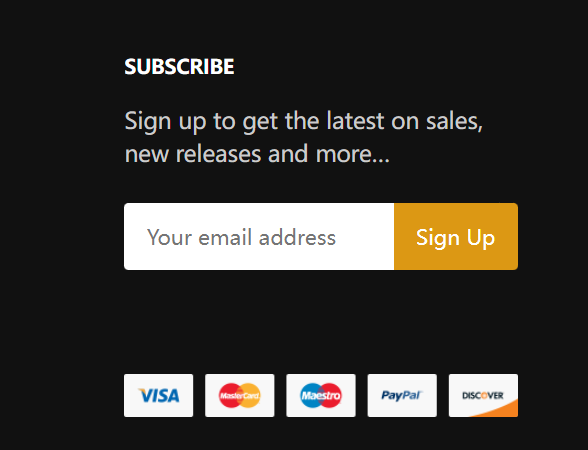 SUBSCRIBE
Sign up to get the latest on sales,
new releases and more...
Your email address Sign Up
VISA MasterCard Maestro PayPal DISCOVER